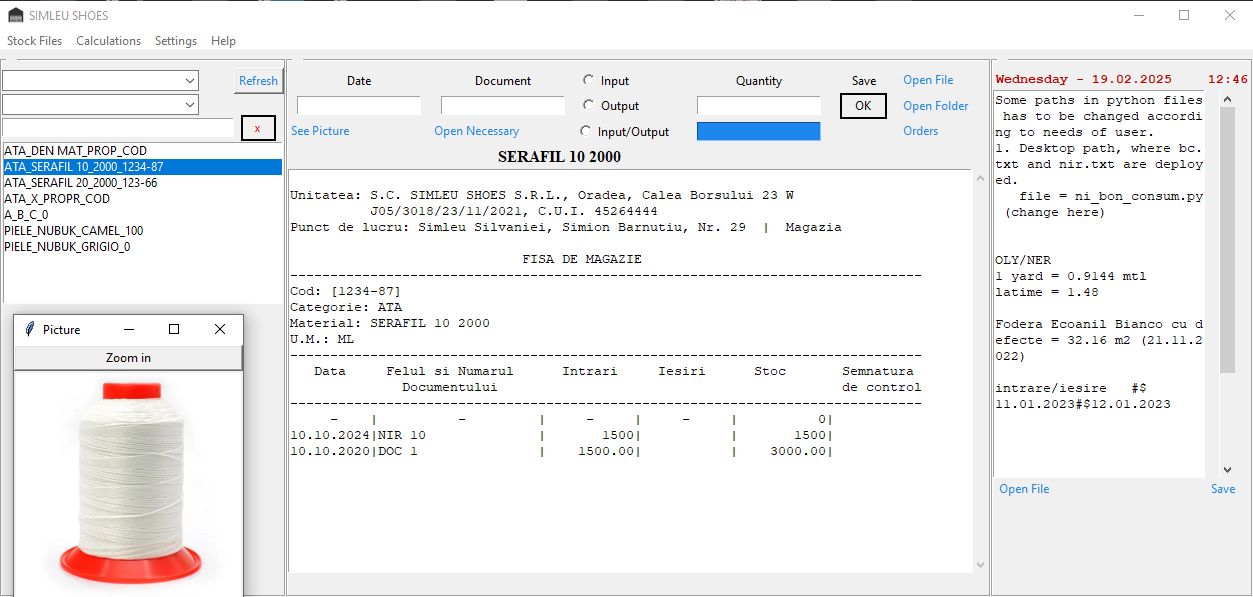 SIMLEU SHOES
Stock Files Calculations Settings Help
Refresh
x
ATA_DEN MAT_PROP_COD
ATA_SERAFIL 10_2000_1234-87
ATA_SERAFIL 20_2000_123-66
ATA_X_PROPR_COD
A_B_C_0
PIELE_NUBUK_CAMEL_100
PIELE_NUBUK_GRIGIO_0
Picture
Zoom in
Date Document Input Quantity Save Open File
Output OK Open Folder
See Picture Open Necessary Input/Output Orders
SERAFIL 10 2000
Unitatea: S.C. SIMLEU SHOES S.R.L., Oradea, Calea Borsului 23 W
J05/3018/23/11/2021, C.U.I. 45264444
Punct de lucru: Simleu Silvaniei, Simion Barnutiu, Nr. 29 | Magazia
FISA DE MAGAZIE
-------------------------------------------------------------------------------
Cod: [1234-87]
Categorie: ATA
Material: SERAFIL 10 2000
U.M.: ML
-------------------------------------------------------------------------------
Data Felul si Numarul Intrari Iesiri Stoc Semnatura
Documentului de control
-------------------------------------------------------------------------------
- | - | - | - | 0|
10.10.2024|NIR 10 | 1500| | 1500|
10.10.2020|DOC 1 | 1500.00| | 3000.00|
Wednesday - 19.02.2025 12:46
Some paths in python files
has to be changed accordi
ng to needs of user.
1. Desktop path, where bc.
txt and nir.txt are deploy
ed.
file = ni_bon_consum.py
(change here)
OLY/NER
1 yard = 0.9144 mtl
latime = 1.48
Fodera Ecoanil Bianco cu d
efecte = 32.16 m2 (21.11.2
022)
intrare/iesire #$
11.01.2023#$12.01.2023
Open File Save